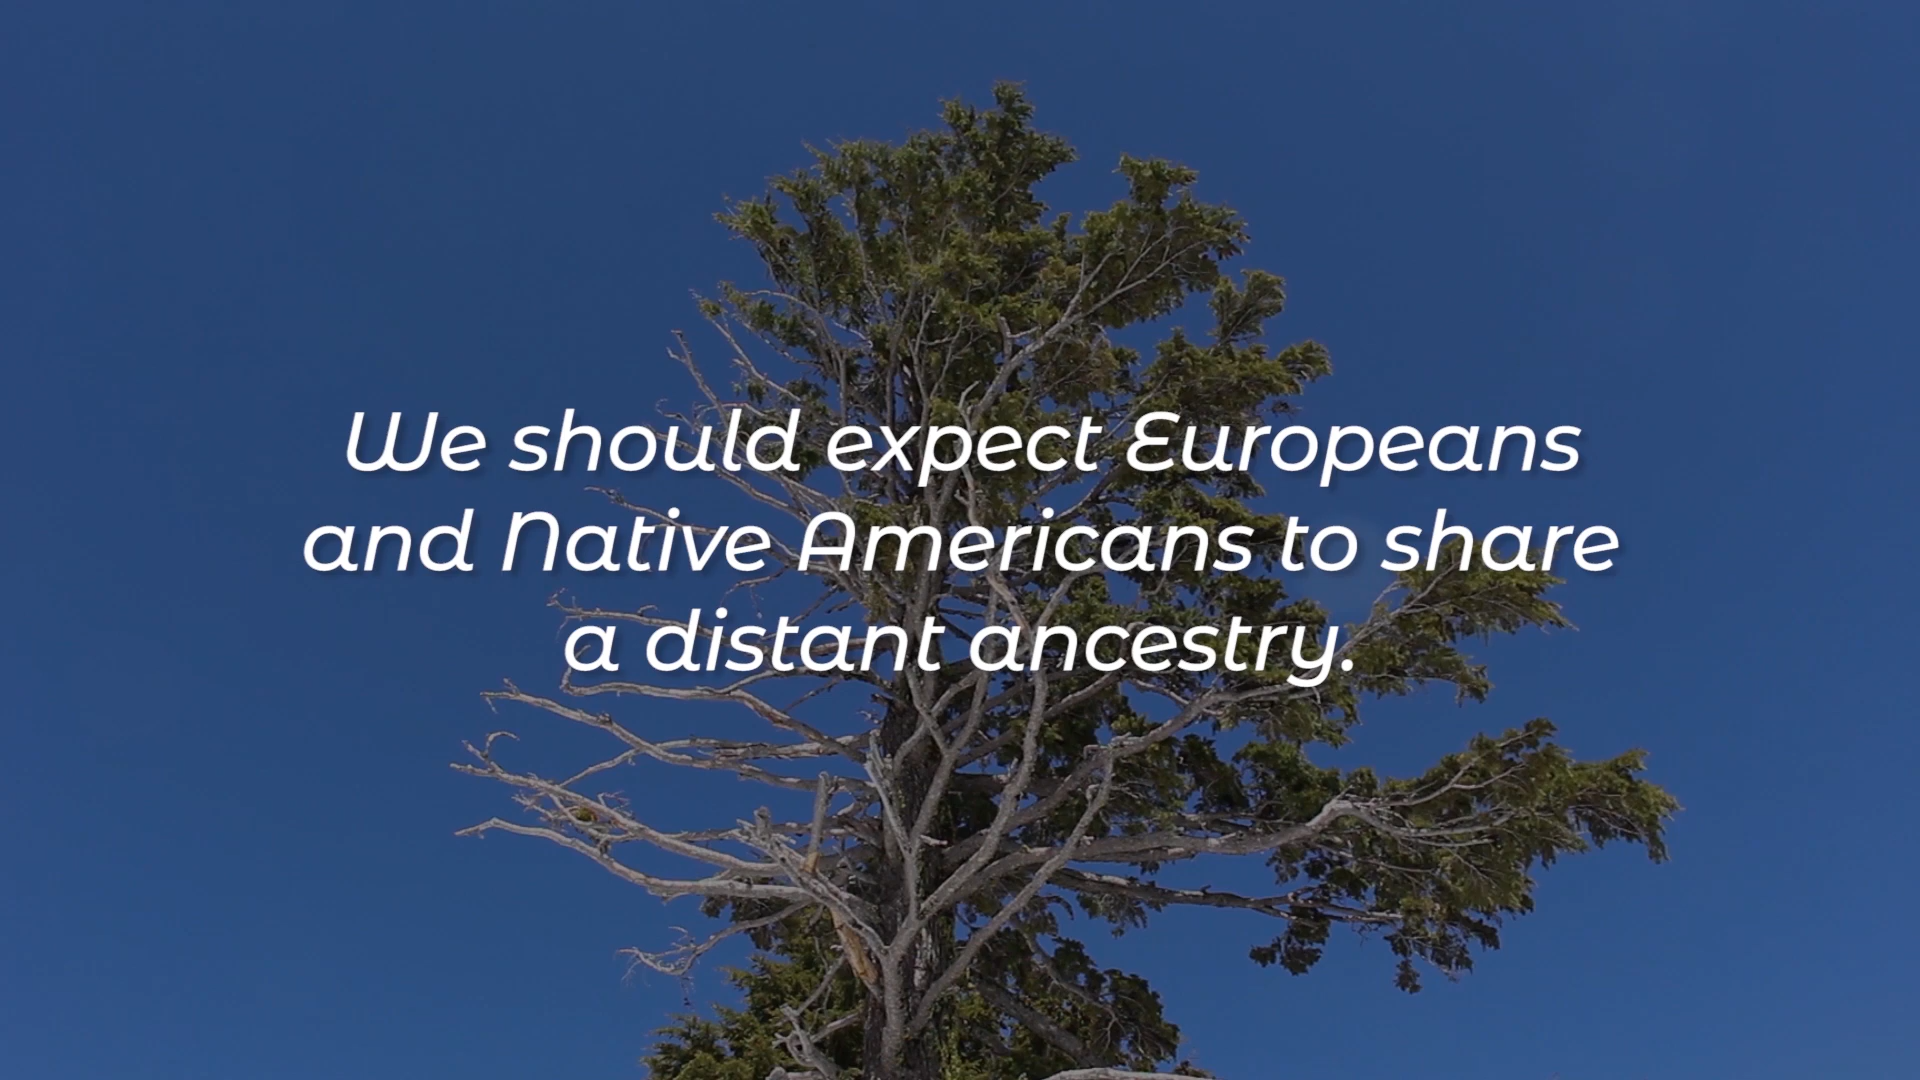 We should expect Europeans
and Native Americans to share
a distant ancestry.